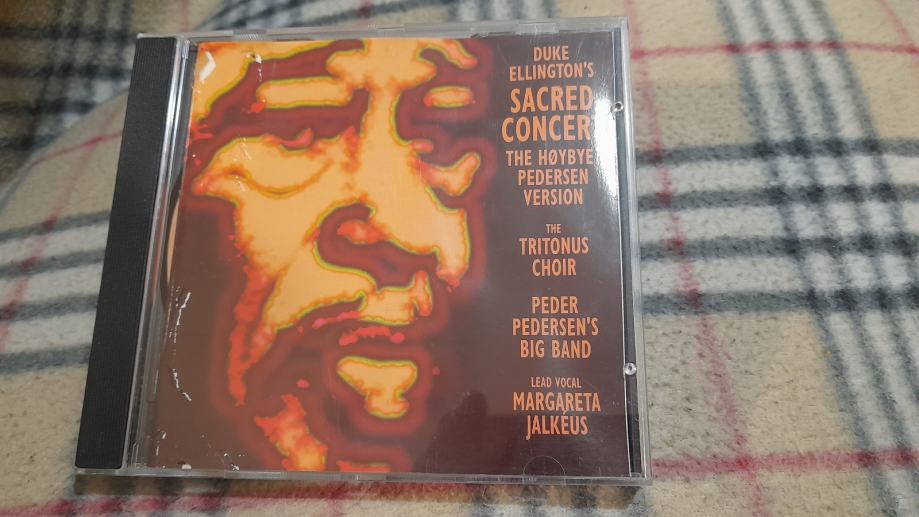 DUKE
ELLINGTON'S
SACRED
CONCERT
THE HØYBYE
PEDERSEN
VERSION
THE
TRITONUS
CHOIR
PEDER
PEDERSEN'S
BIG BAND
LEAD VOCAL
MARGARETA
JALKÉUS